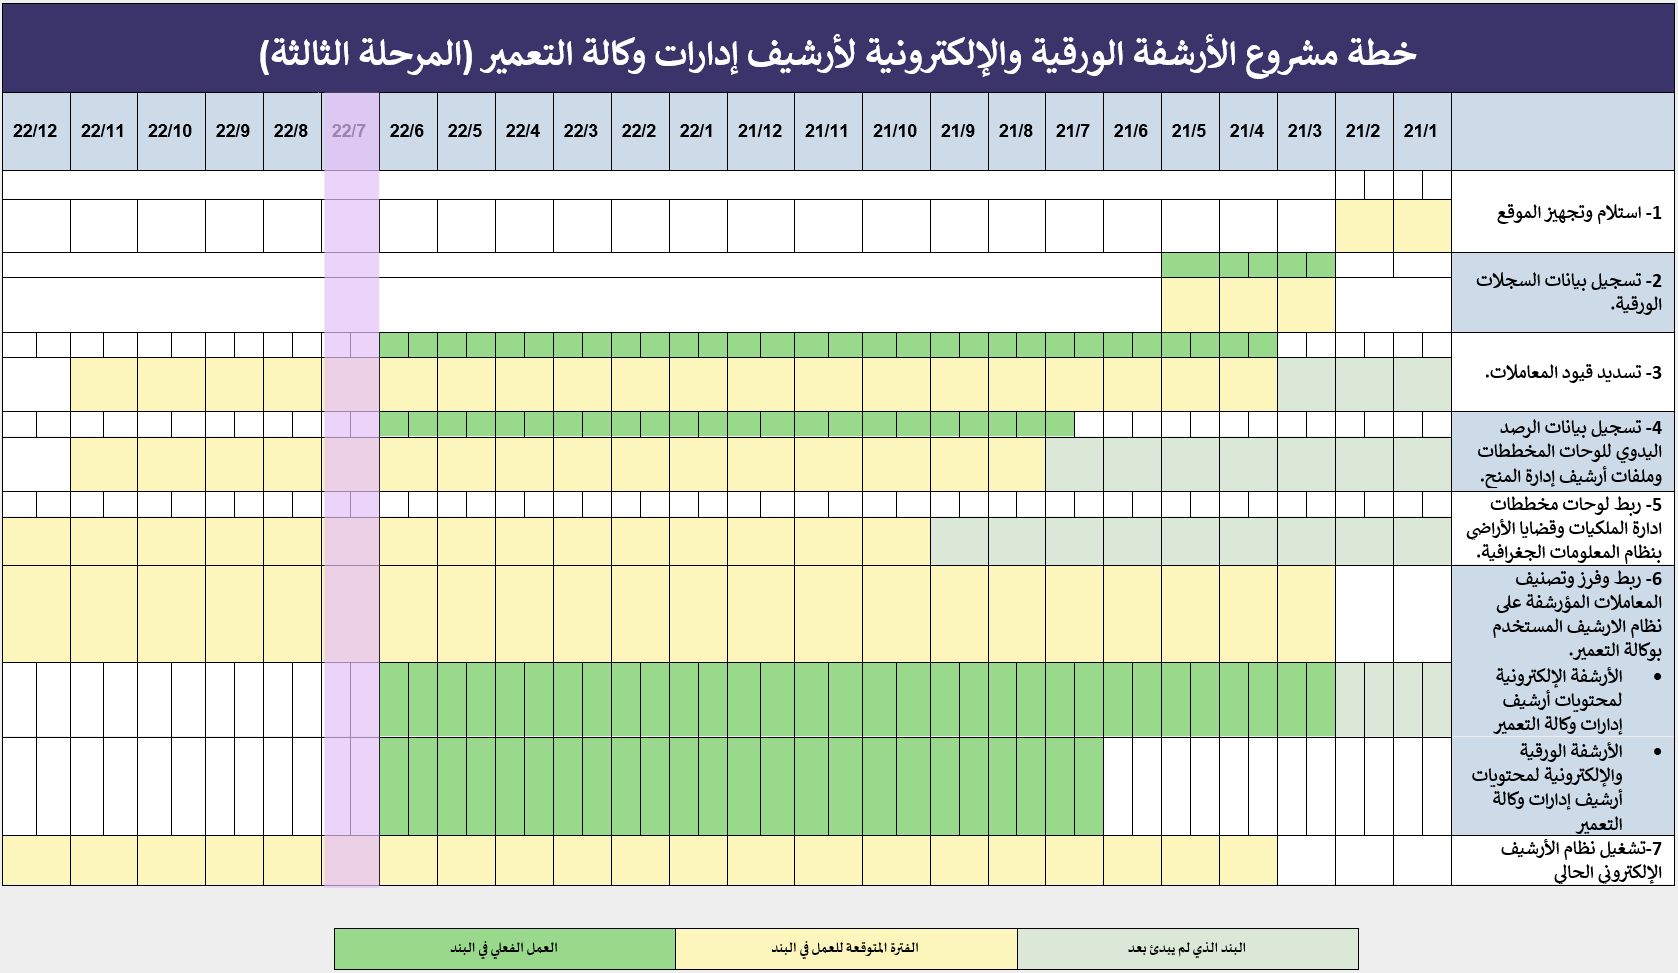 خطة مشروع الأرشفة الورقية والإلكترونية لأرشيف إدارات وكالة التعمير (المرحلة الثالثة)
21/1 21/2 21/3 21/4 21/5 21/6 21/7 21/8 21/9 21/10 21/11 21/12 22/1 22/2 22/3 22/4 22/5 22/6 22/7 22/8 22/9 22/10 22/11 22/12
1- استلام وتجهيز الموقع
2- تسجيل بيانات السجلات
الورقية.
3- تسديد قيود المعاملات.
4- تسجيل بيانات الرصد
اليدوي للوحات المخططات
وملفات أرشيف إدارة المنح.
5- ربط لوحات مخططات
ادارة الملكيات وقضايا الأراضي
بنظام المعلومات الجغرافية.
6- ربط وفرز وتصنيف
المعاملات المؤرشفة على
نظام الارشيف المستخدم
بوكالة التعمير.
• الأرشفة الإلكترونية
لمحتويات أرشيف
إدارات وكالة التعمير
• الأرشفة الورقية
والإلكترونية لمحتويات
أرشيف إدارات وكالة
التعمير
7-تشغيل نظام الأرشيف
الإلكتروني الحالي
البند الذي لم يبدئ بعد
الفترة المتوقعة للعمل في البند
العمل الفعلي في البند